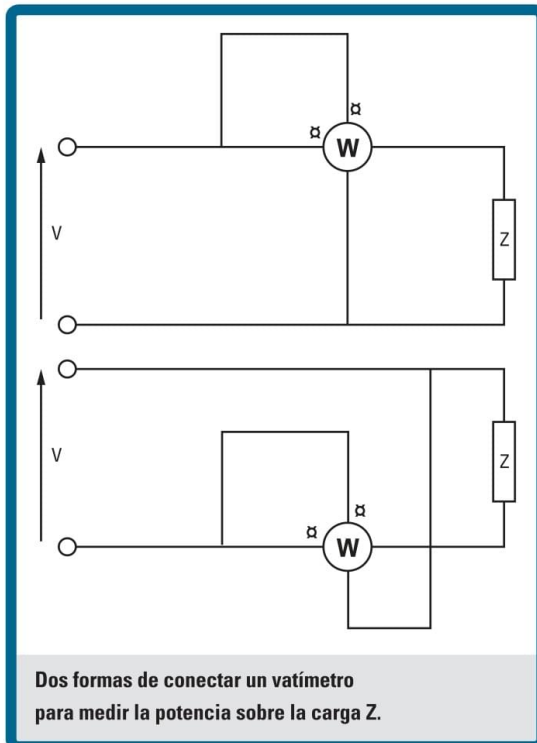 ¤
¤
W
V
Z
V
Z
¤
¤
W
Dos formas de conectar un vatímetro
para medir la potencia sobre la carga Z.